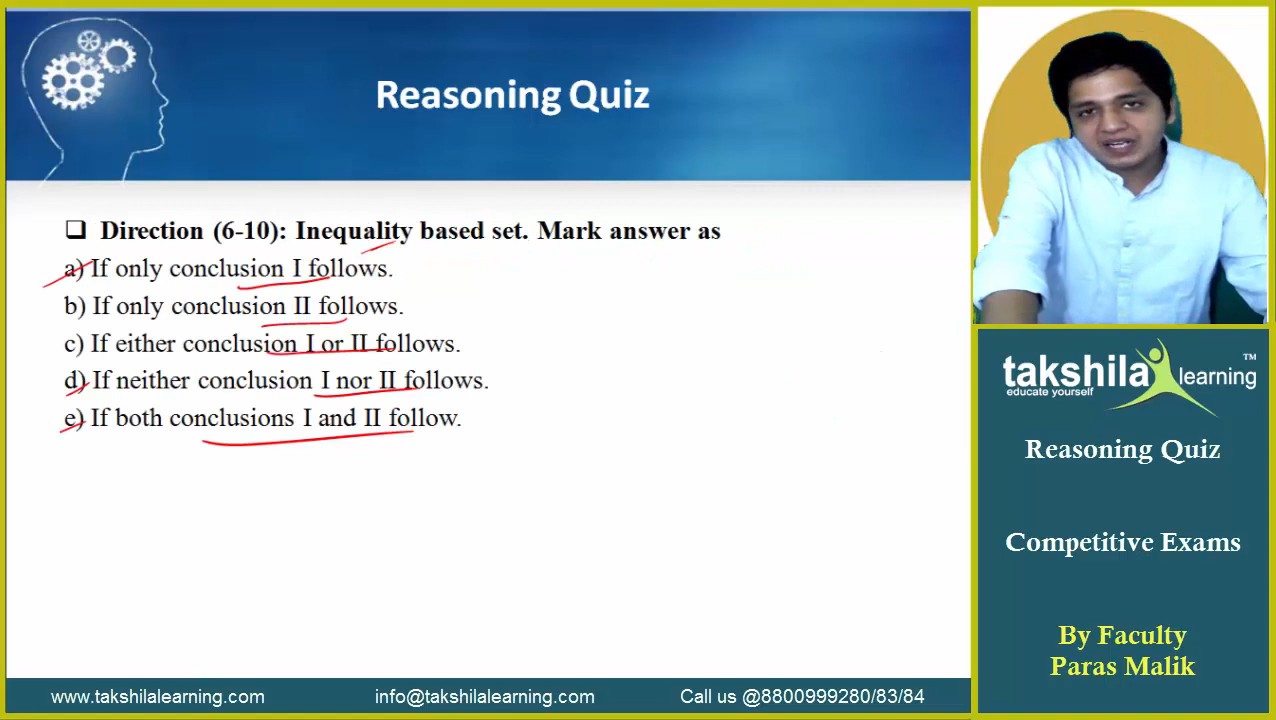 Reasoning Quiz
❑ Direction (6-10): Inequality based set. Mark answer as
a) If only conclusion I follows.
b) If only conclusion II follows.
c) If either conclusion I or II follows.
d) If neither conclusion I nor II follows.
e) If both conclusions I and II follow.
takshila learning ™
educate yourself
Reasoning Quiz
Competitive Exams
By Faculty
Paras Malik
www.takshilalearning.com info@takshilalearning.com Call us @8800999280/83/84